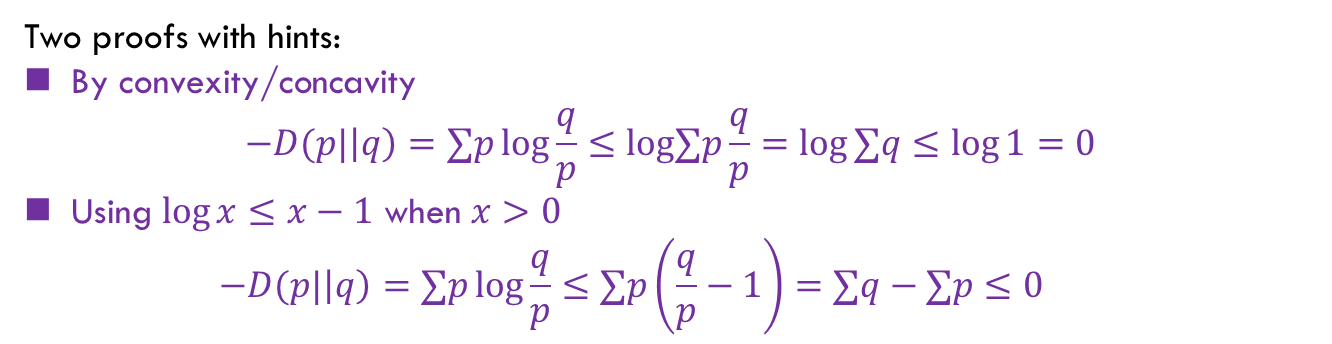 Two proofs with hints:
■ By convexity/concavity
−D(p||q) = ∑p log q/p ≤ log∑p q/p = log ∑q ≤ log 1 = 0
■ Using log x ≤ x − 1 when x > 0
−D(p||q) = ∑p log q/p ≤ ∑p (q/p − 1) = ∑q − ∑p ≤ 0